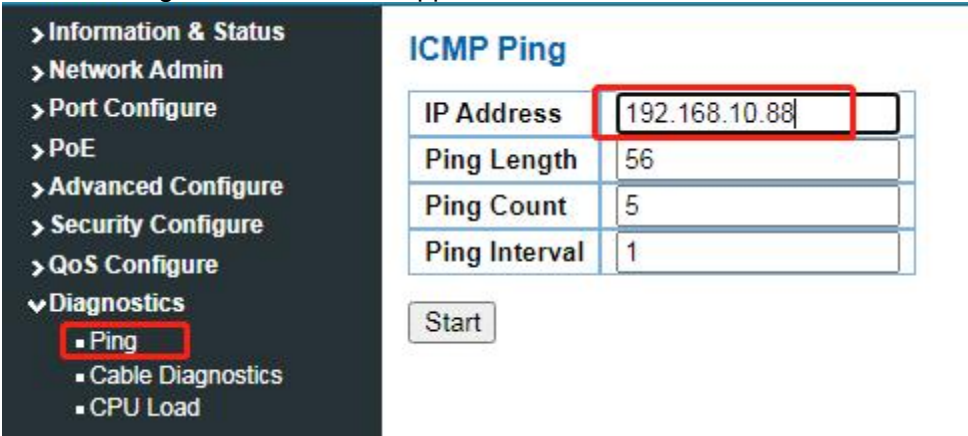 Information & Status
Network Admin
Port Configure
PoE
Advanced Configure
Security Configure
QoS Configure
Diagnostics
Ping
Cable Diagnostics
CPU Load
ICMP Ping
IP Address 192.168.10.88
Ping Length 56
Ping Count 5
Ping Interval 1
Start